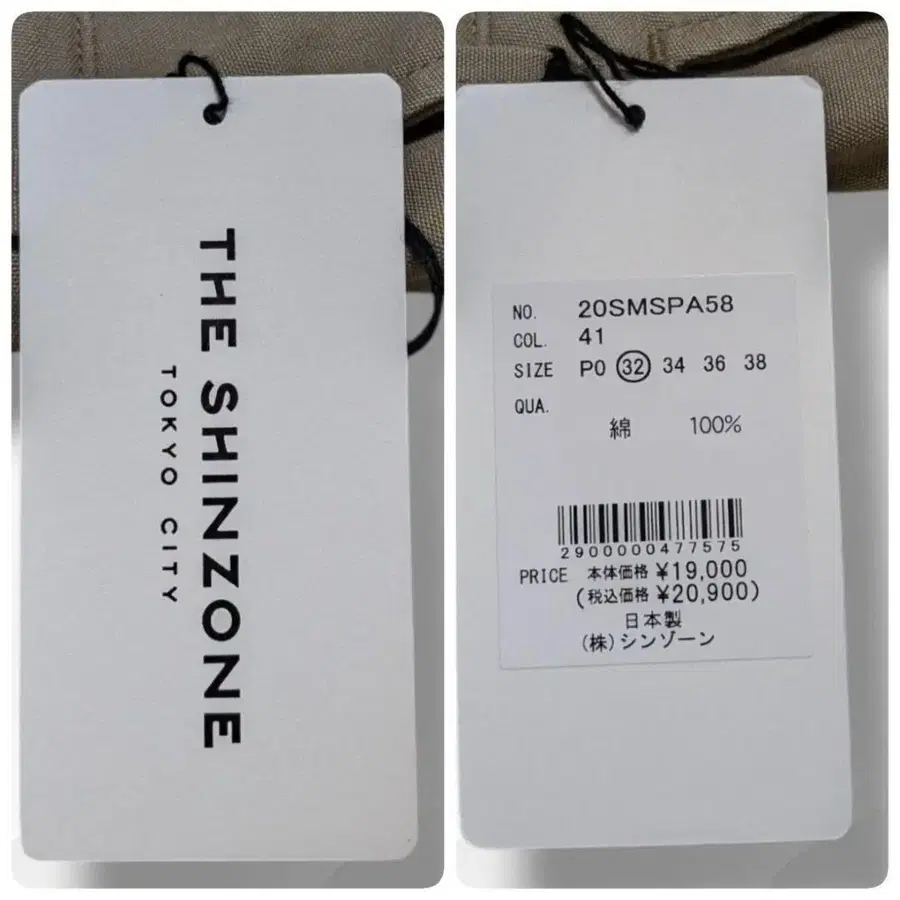 THE SHINZONE
TOKYO CITY
NO. 20SMSPA58
COL. 41
SIZE P0 32 34 36 38
QUA.
綿 100%
2900000477575
PRICE 本体価格 ¥19,000
(税込価格 ¥20,900)
日本製
(株)シンゾーン